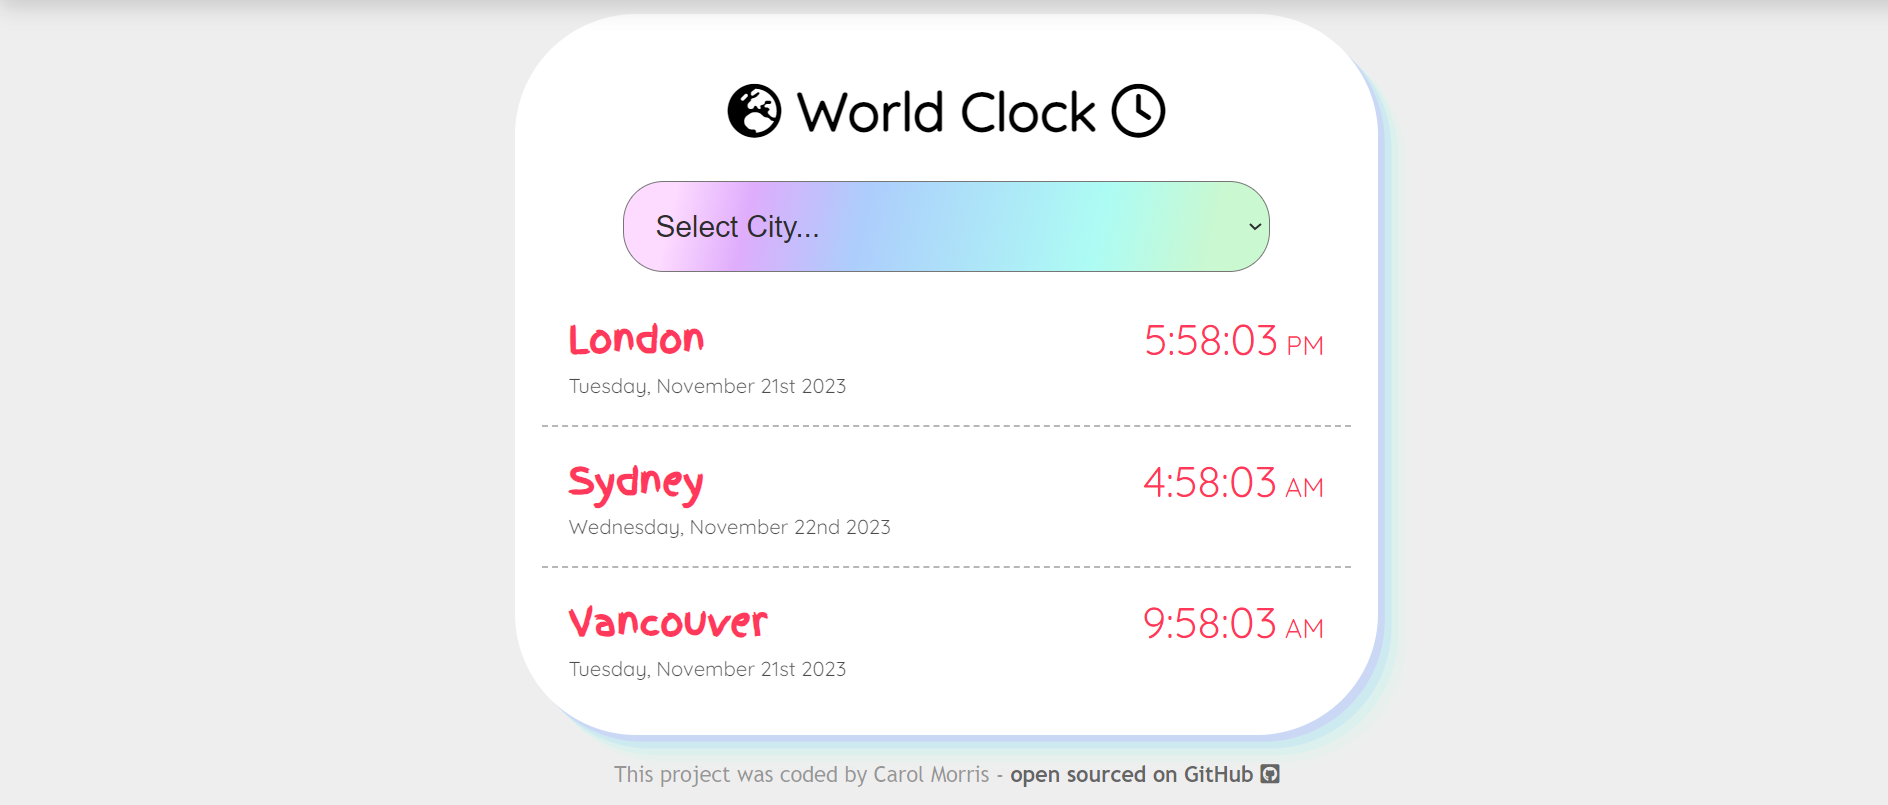 World Clock
Select City...
London
5:58:03 PM
Tuesday, November 21st 2023
Sydney
4:58:03 AM
Wednesday, November 22nd 2023
Vancouver
9:58:03 AM
Tuesday, November 21st 2023
This project was coded by Carol Morris - open sourced on GitHub